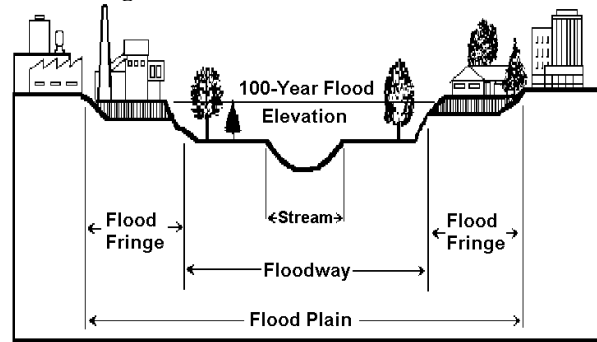 100-Year Flood
Elevation
Stream
Flood
Fringe
Flood
Fringe
Floodway
Flood Plain